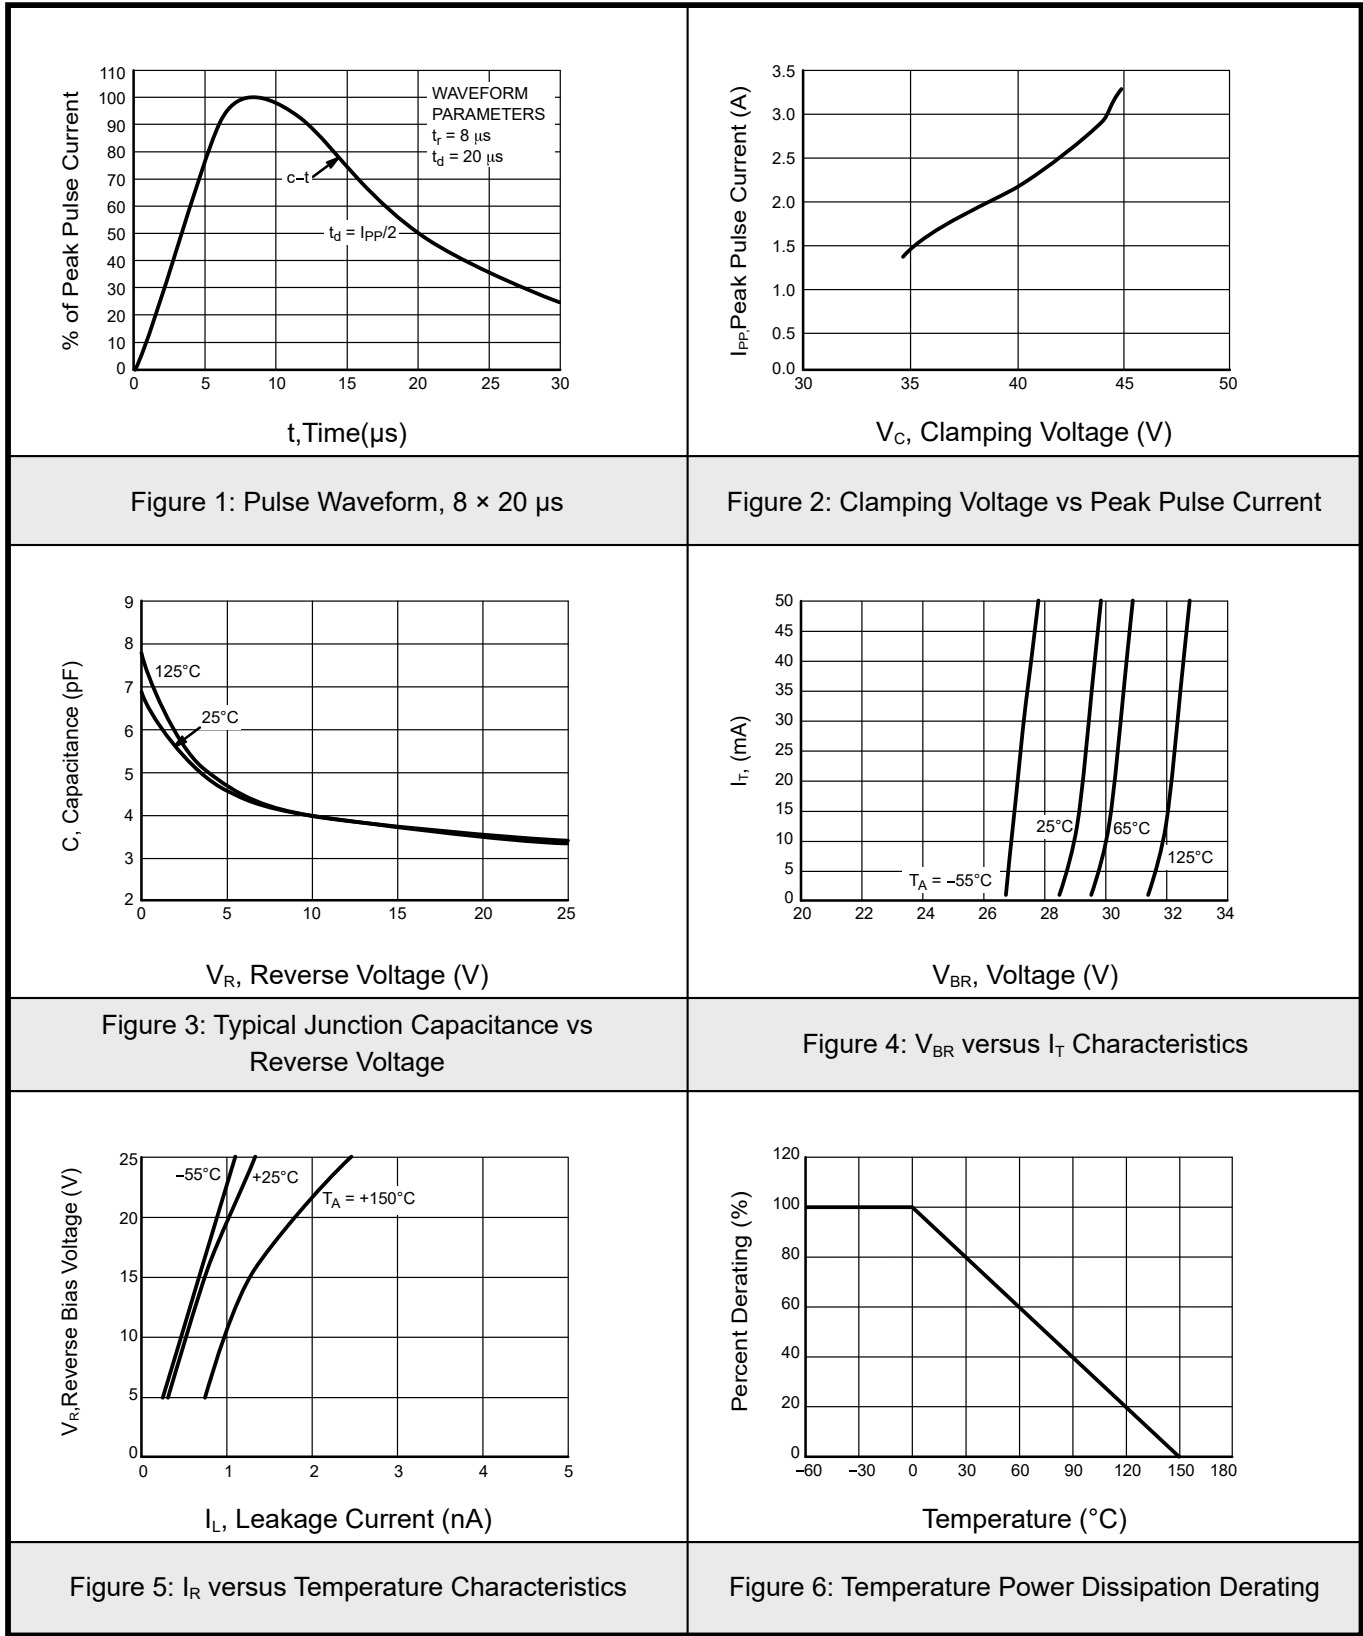 % of Peak Pulse Current
110
100
90
80
70
60
50
40
30
20
10
0
WAVEFORM
PARAMETERS
tr = 8 µs
td = 20 µs
c–t
td = IPP/2
0 5 10 15 20 25 30
t,Time(µs)
Figure 1: Pulse Waveform, 8 × 20 µs
IPP,Peak Pulse Current (A)
3.5
3.0
2.5
2.0
1.5
1.0
0.5
0.0
30 35 40 45 50
VC, Clamping Voltage (V)
Figure 2: Clamping Voltage vs Peak Pulse Current
C, Capacitance (pF)
9
8
7
6
5
4
3
2
125°C
25°C
0 5 10 15 20 25
VR, Reverse Voltage (V)
Figure 3: Typical Junction Capacitance vs
Reverse Voltage
IT, (mA)
50
45
40
35
30
25
20
15
10
5
0
25°C
65°C
125°C
TA = –55°C
20 22 24 26 28 30 32 34
VBR, Voltage (V)
Figure 4: VBR versus IT Characteristics
VR,Reverse Bias Voltage (V)
25
20
15
10
5
0
–55°C
+25°C
TA = +150°C
0 1 2 3 4 5
IL, Leakage Current (nA)
Figure 5: IR versus Temperature Characteristics
Percent Derating (%)
120
100
80
60
40
20
0
–60 –30 0 30 60 90 120 150 180
Temperature (°C)
Figure 6: Temperature Power Dissipation Derating